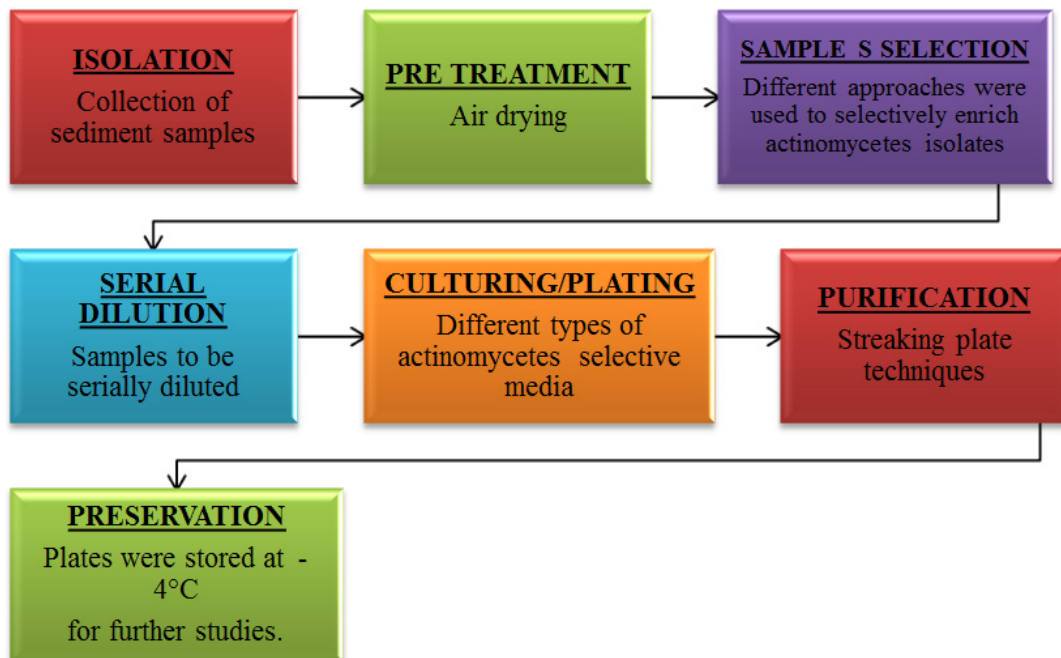 ISOLATION
Collection of
sediment samples
PRE TREATMENT
Air drying
SAMPLE S SELECTION
Different approaches were
used to selectively enrich
actinomycetes isolates
SERIAL
DILUTION
Samples to be
serially diluted
CULTURING/PLATING
Different types of
actinomycetes selective
media
PURIFICATION
Streaking plate
techniques
PRESERVATION
Plates were stored at -
4°C
for further studies.